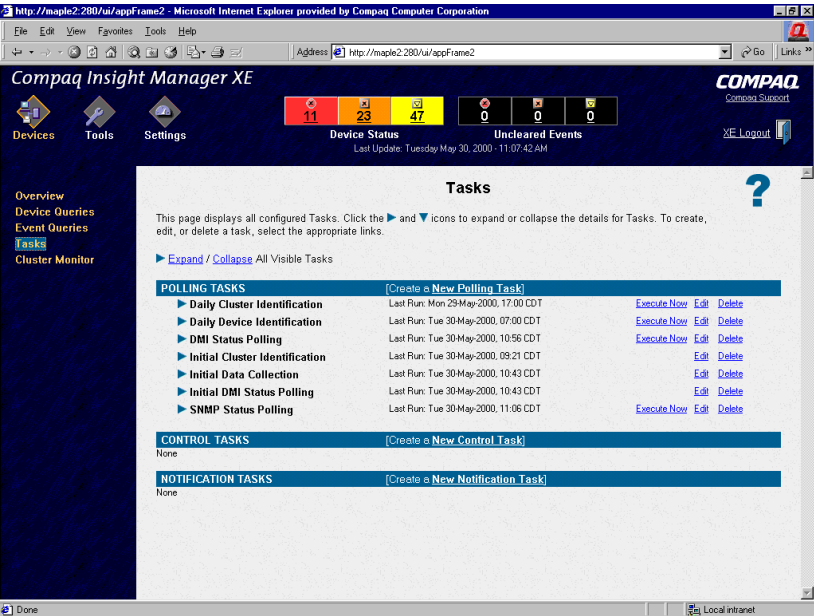 http://maple2:280/ui/appFrame2 - Microsoft Internet Explorer provided by Compaq Computer Corporation
File Edit View Favorites Tools Help
Address http://maple2:280/ui/appFrame2 Go Links »
Compaq Insight Manager XE
COMPAQ
Compaq Support
Devices Tools Settings
11 23 47 0 0 0
Device Status Uncleared Events
Last Update: Tuesday May 30, 2000 - 11:07:42 AM
XE Logout
Overview
Device Queries
Event Queries
Tasks
Cluster Monitor
Tasks
?
This page displays all configured Tasks. Click the and icons to expand or collapse the details for Tasks. To create,
edit, or delete a task, select the appropriate links.
Expand / Collapse All Visible Tasks
POLLING TASKS [Create a New Polling Task]
Daily Cluster Identification Last Run: Mon 29-May-2000, 17:00 CDT Execute Now Edit Delete
Daily Device Identification Last Run: Tue 30-May-2000, 07:00 CDT Execute Now Edit Delete
DMI Status Polling Last Run: Tue 30-May-2000, 10:56 CDT Execute Now Edit Delete
Initial Cluster Identification Last Run: Tue 30-May-2000, 09:21 CDT Edit Delete
Initial Data Collection Last Run: Tue 30-May-2000, 10:43 CDT Edit Delete
Initial DMI Status Polling Last Run: Tue 30-May-2000, 10:43 CDT Edit Delete
SNMP Status Polling Last Run: Tue 30-May-2000, 11:06 CDT Execute Now Edit Delete
CONTROL TASKS [Create a New Control Task]
None
NOTIFICATION TASKS [Create a New Notification Task]
None
Done Local intranet